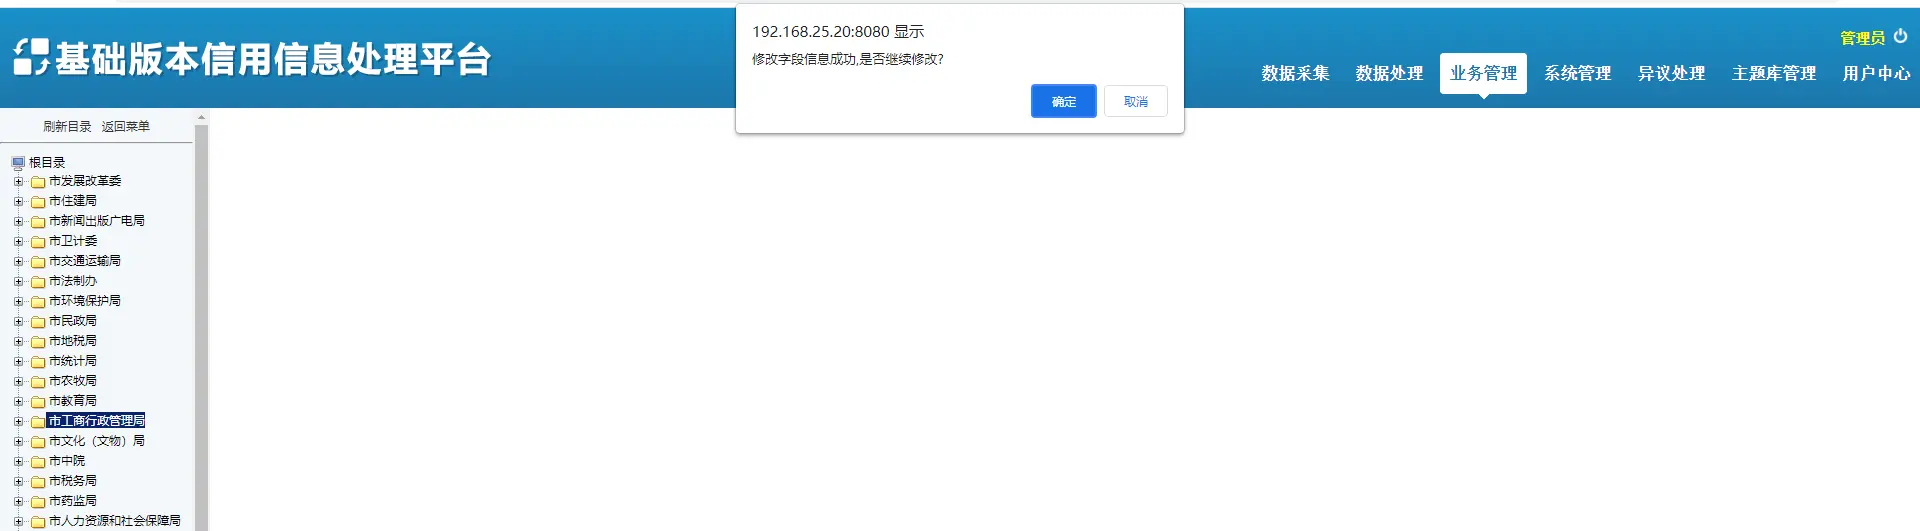 192.168.25.20:8080 显示
修改字段信息成功,是否继续修改?
确定 取消
基础版本信用信息处理平台
管理员
数据采集 数据处理 业务管理 系统管理 异议处理 主题库管理 用户中心
刷新目录 返回菜单
根目录
市发展改革委
市住建局
市新闻出版广电局
市卫计委
市交通运输局
市法制办
市环境保护局
市民政局
市地税局
市统计局
市农牧局
市教育局
市工商行政管理局
市文化（文物）局
市中院
市税务局
市药监局
市人力资源和社会保障局